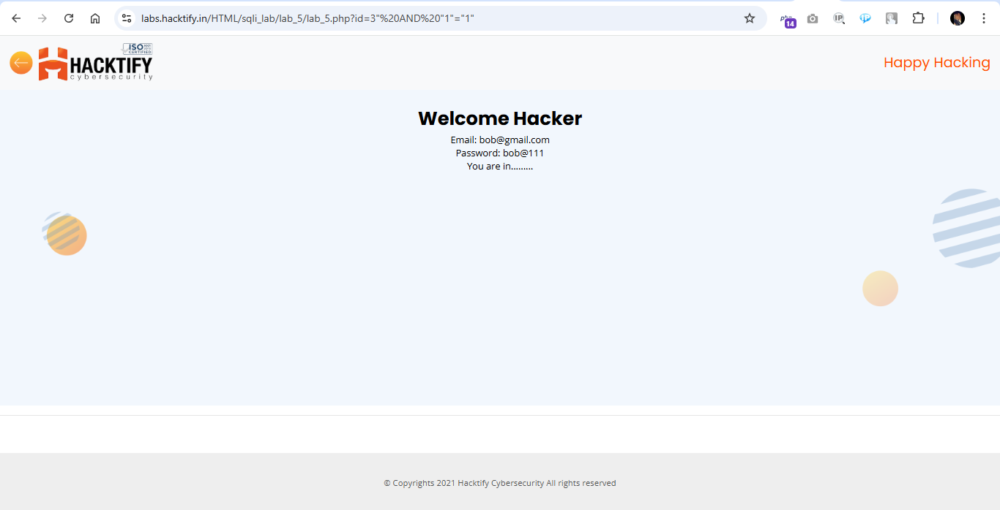 labs.hacktify.in/HTML/sqli_lab/lab_5/lab_5.php?id=3"%20AND%20"1"="1"
14
IP
ISO
CERTIFIED
HACKTIFY
cybersecurity
Happy Hacking
Welcome Hacker
Email: bob@gmail.com
Password: bob@111
You are in.........
© Copyrights 2021 Hacktify Cybersecurity All rights reserved